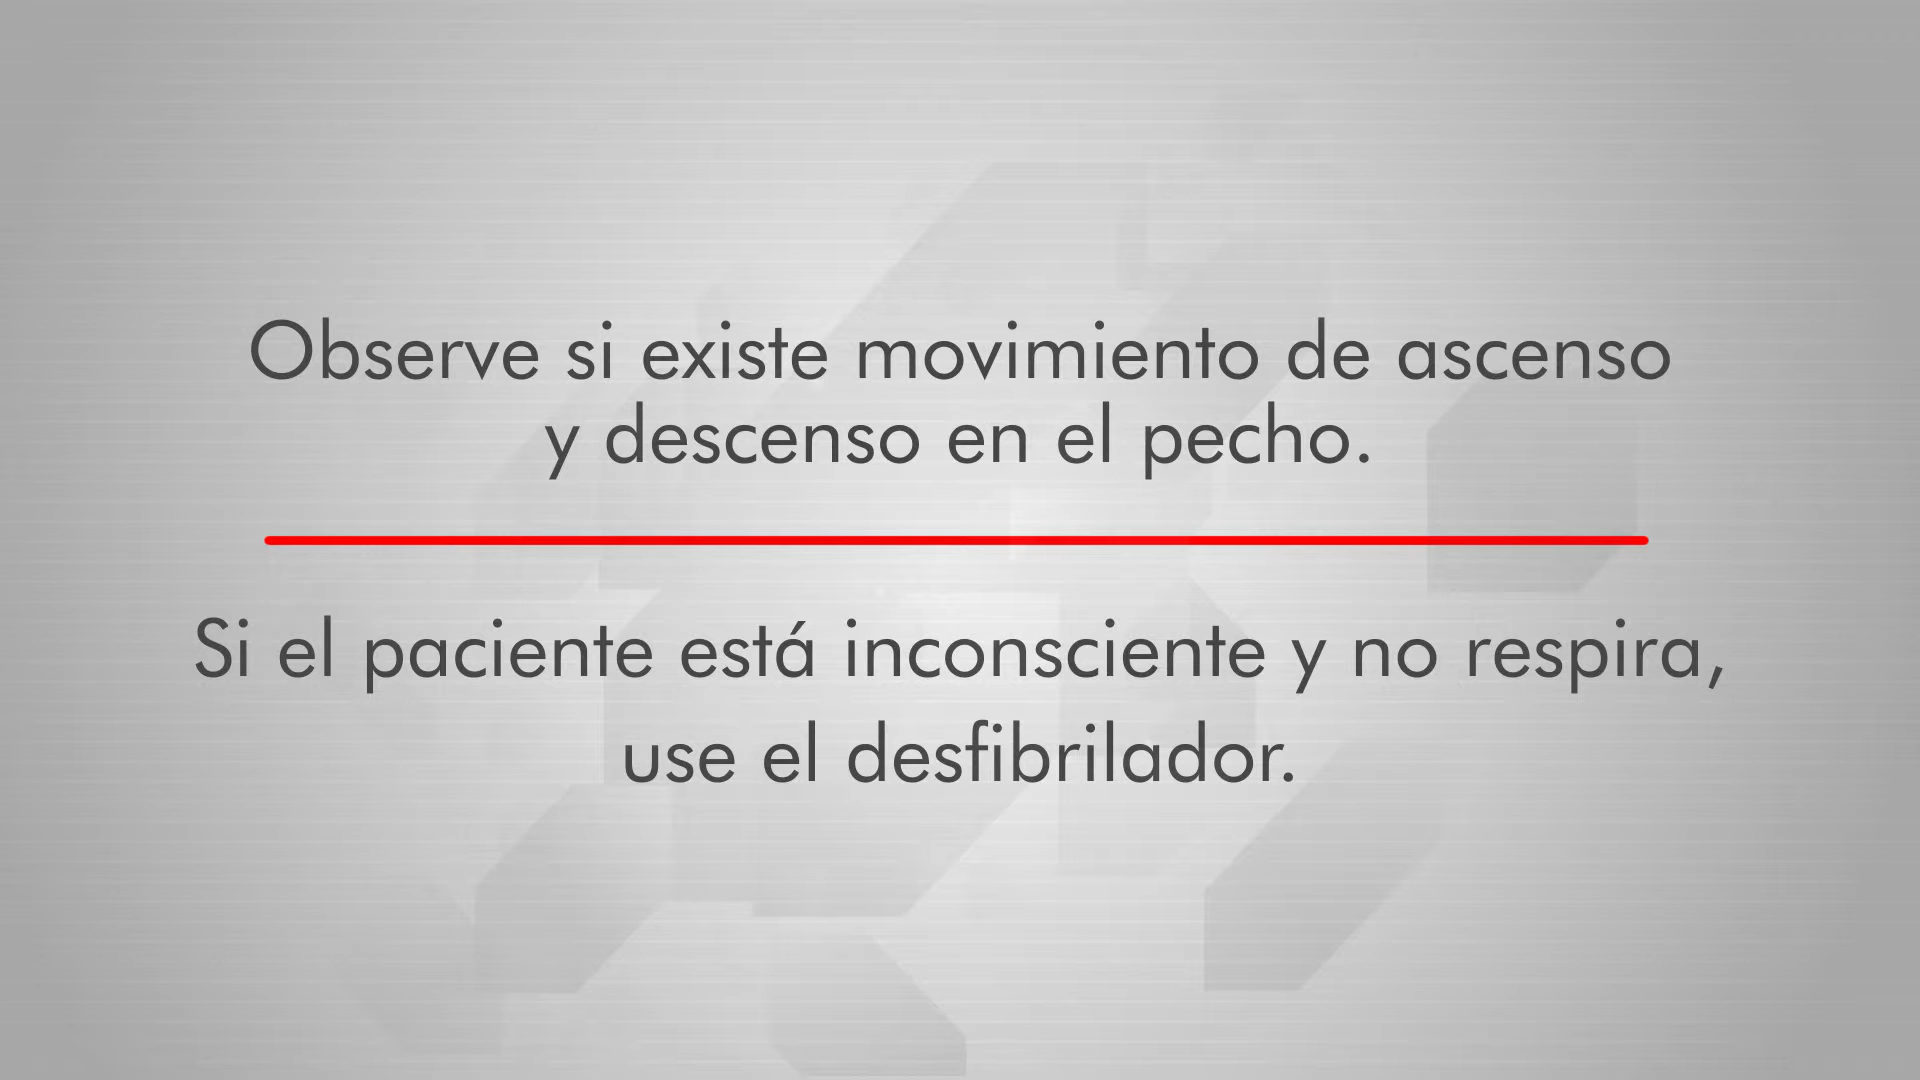 Observe si existe movimiento de ascenso
y descenso en el pecho.
Si el paciente está inconsciente y no respira,
use el desfibrilador.